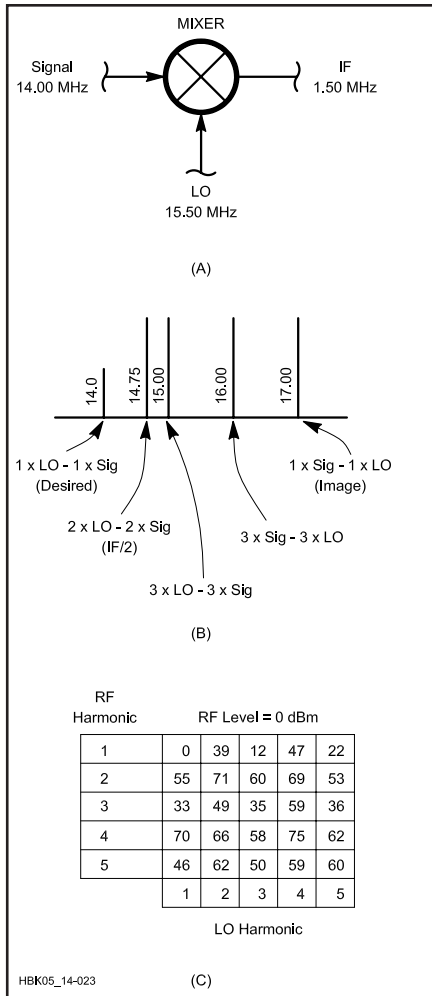 MIXER
Signal
14.00 MHz
IF
1.50 MHz
LO
15.50 MHz
(A)
14.0
14.75
15.00
16.00
17.00
1 x LO - 1 x Sig
(Desired)
1 x Sig - 1 x LO
(Image)
2 x LO - 2 x Sig
(IF/2)
3 x Sig - 3 x LO
3 x LO - 3 x Sig
(B)
RF
Harmonic
RF Level = 0 dBm
1 0 39 12 47 22
2 55 71 60 69 53
3 33 49 35 59 36
4 70 66 58 75 62
5 46 62 50 59 60
1 2 3 4 5
LO Harmonic
HBK05_14-023
(C)